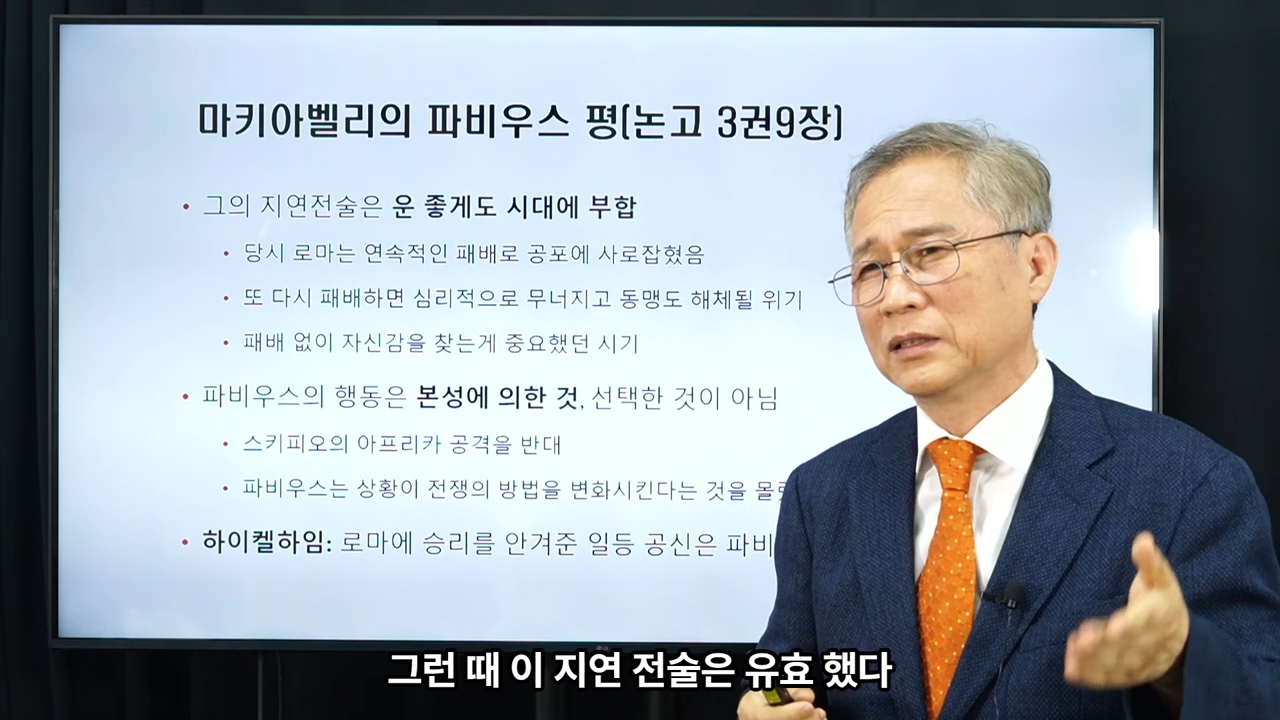 마키아벨리의 파비우스 평(논고 3권9장)
• 그의 지연전술은 운 좋게도 시대에 부합
• 당시 로마는 연속적인 패배로 공포에 사로잡혔음
• 또 다시 패배하면 심리적으로 무너지고 동맹도 해체될 위기
• 패배 없이 자신감을 찾는게 중요했던 시기
• 파비우스의 행동은 본성에 의한 것, 선택한 것이 아님
• 스키피오의 아프리카 공격을 반대
• 파비우스는 상황이 전쟁의 방법을 변화시킨다는 것을
• 하이켈하임: 로마에 승리를 안겨준 일등 공신은
그런 때 이 지연 전술은 유효 했다